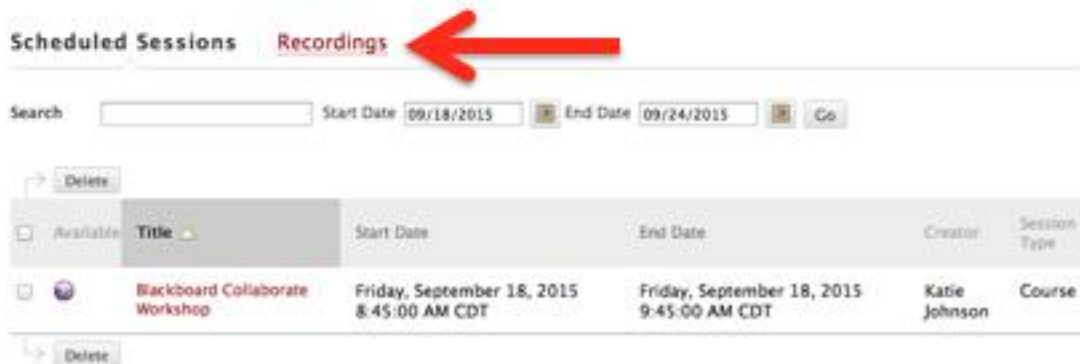 Scheduled Sessions Recordings
Search Start Date 09/18/2015 End Date 09/24/2015 Go
Delete
Available Title Start Date End Date Creator Session Type
Blackboard Collaborate Workshop
Friday, September 18, 2015 8:45:00 AM CDT
Friday, September 18, 2015 9:45:00 AM CDT
Katie Johnson
Course
Delete